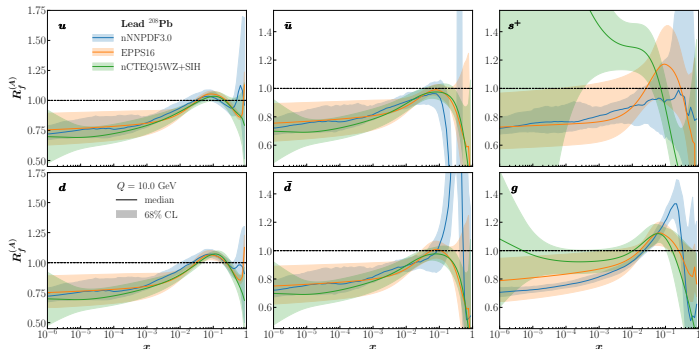 1.75
1.50
1.25
1.00
0.75
0.50
R_f^(A)
u
Lead ²⁰⁸Pb
nNNPDF3.0
EPPS16
nCTEQ15WZ+SIH
1.4
1.2
1.0
0.8
0.6
ū
1.4
1.2
1.0
0.8
0.6
s⁺
1.75
1.50
1.25
1.00
0.75
0.50
R_f^(A)
d
Q = 10.0 GeV
median
68% CL
10⁻⁶ 10⁻⁵ 10⁻⁴ 10⁻³ 10⁻² 10⁻¹ 1
x
1.4
1.2
1.0
0.8
0.6
d̄
10⁻⁶ 10⁻⁵ 10⁻⁴ 10⁻³ 10⁻² 10⁻¹ 1
x
1.4
1.2
1.0
0.8
0.6
g
10⁻⁶ 10⁻⁵ 10⁻⁴ 10⁻³ 10⁻² 10⁻¹ 1
x